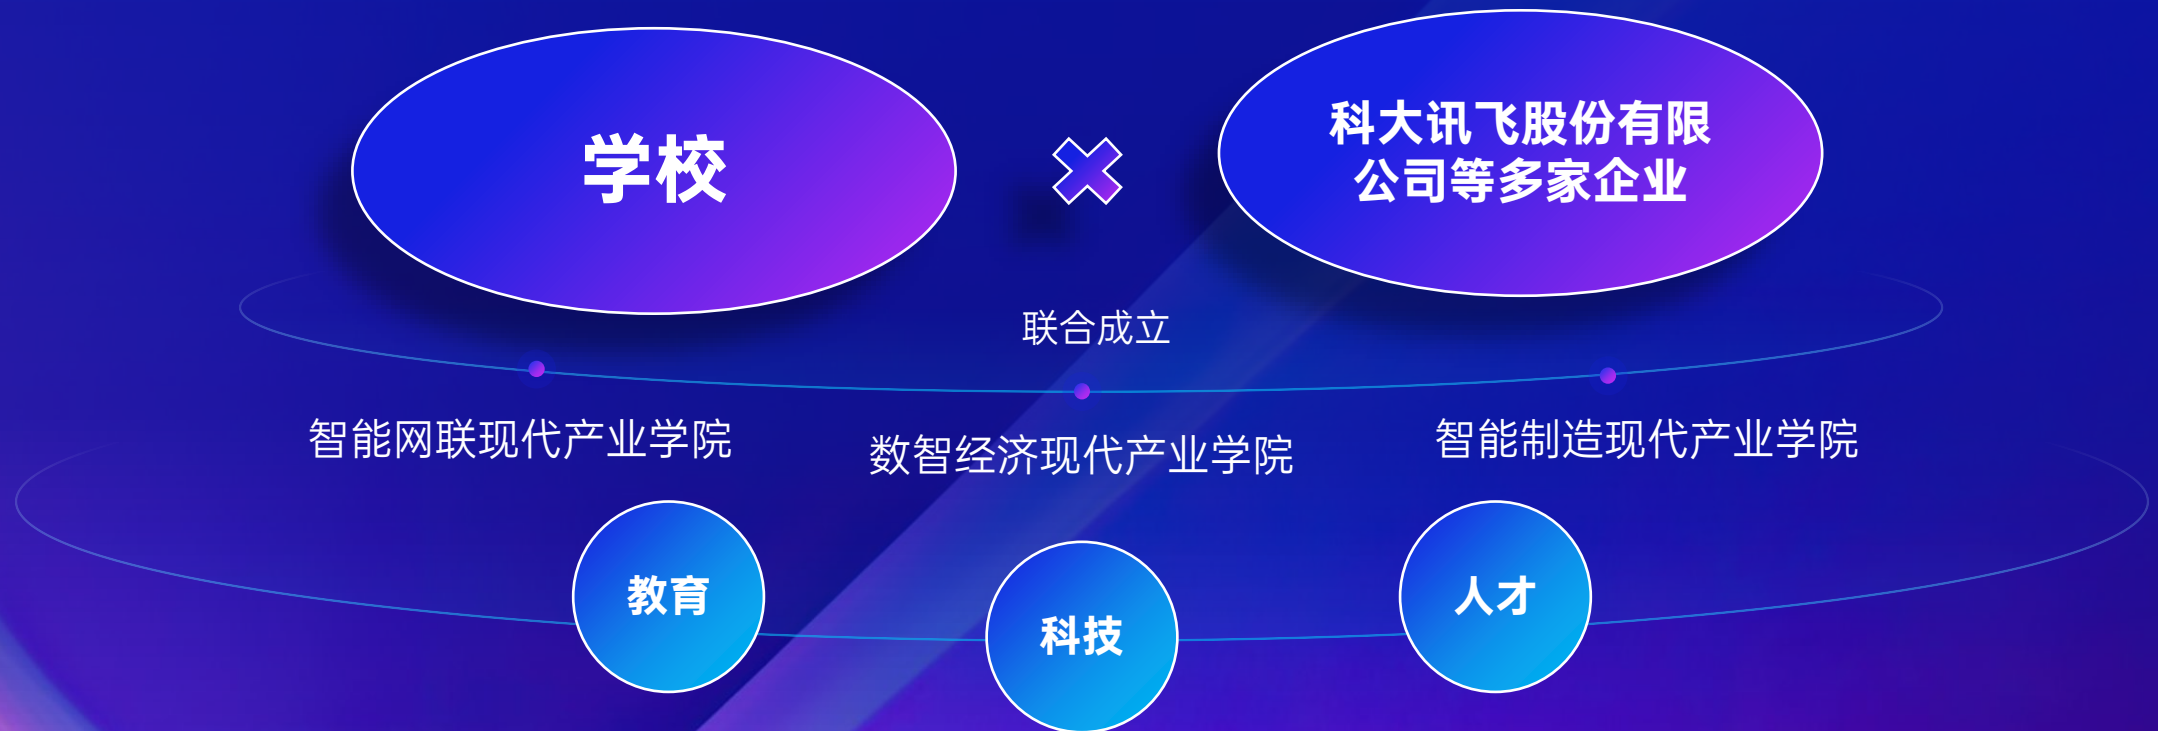 学校
科大讯飞股份有限
公司等多家企业
联合成立
智能网联现代产业学院
数智经济现代产业学院
智能制造现代产业学院
教育
科技
人才